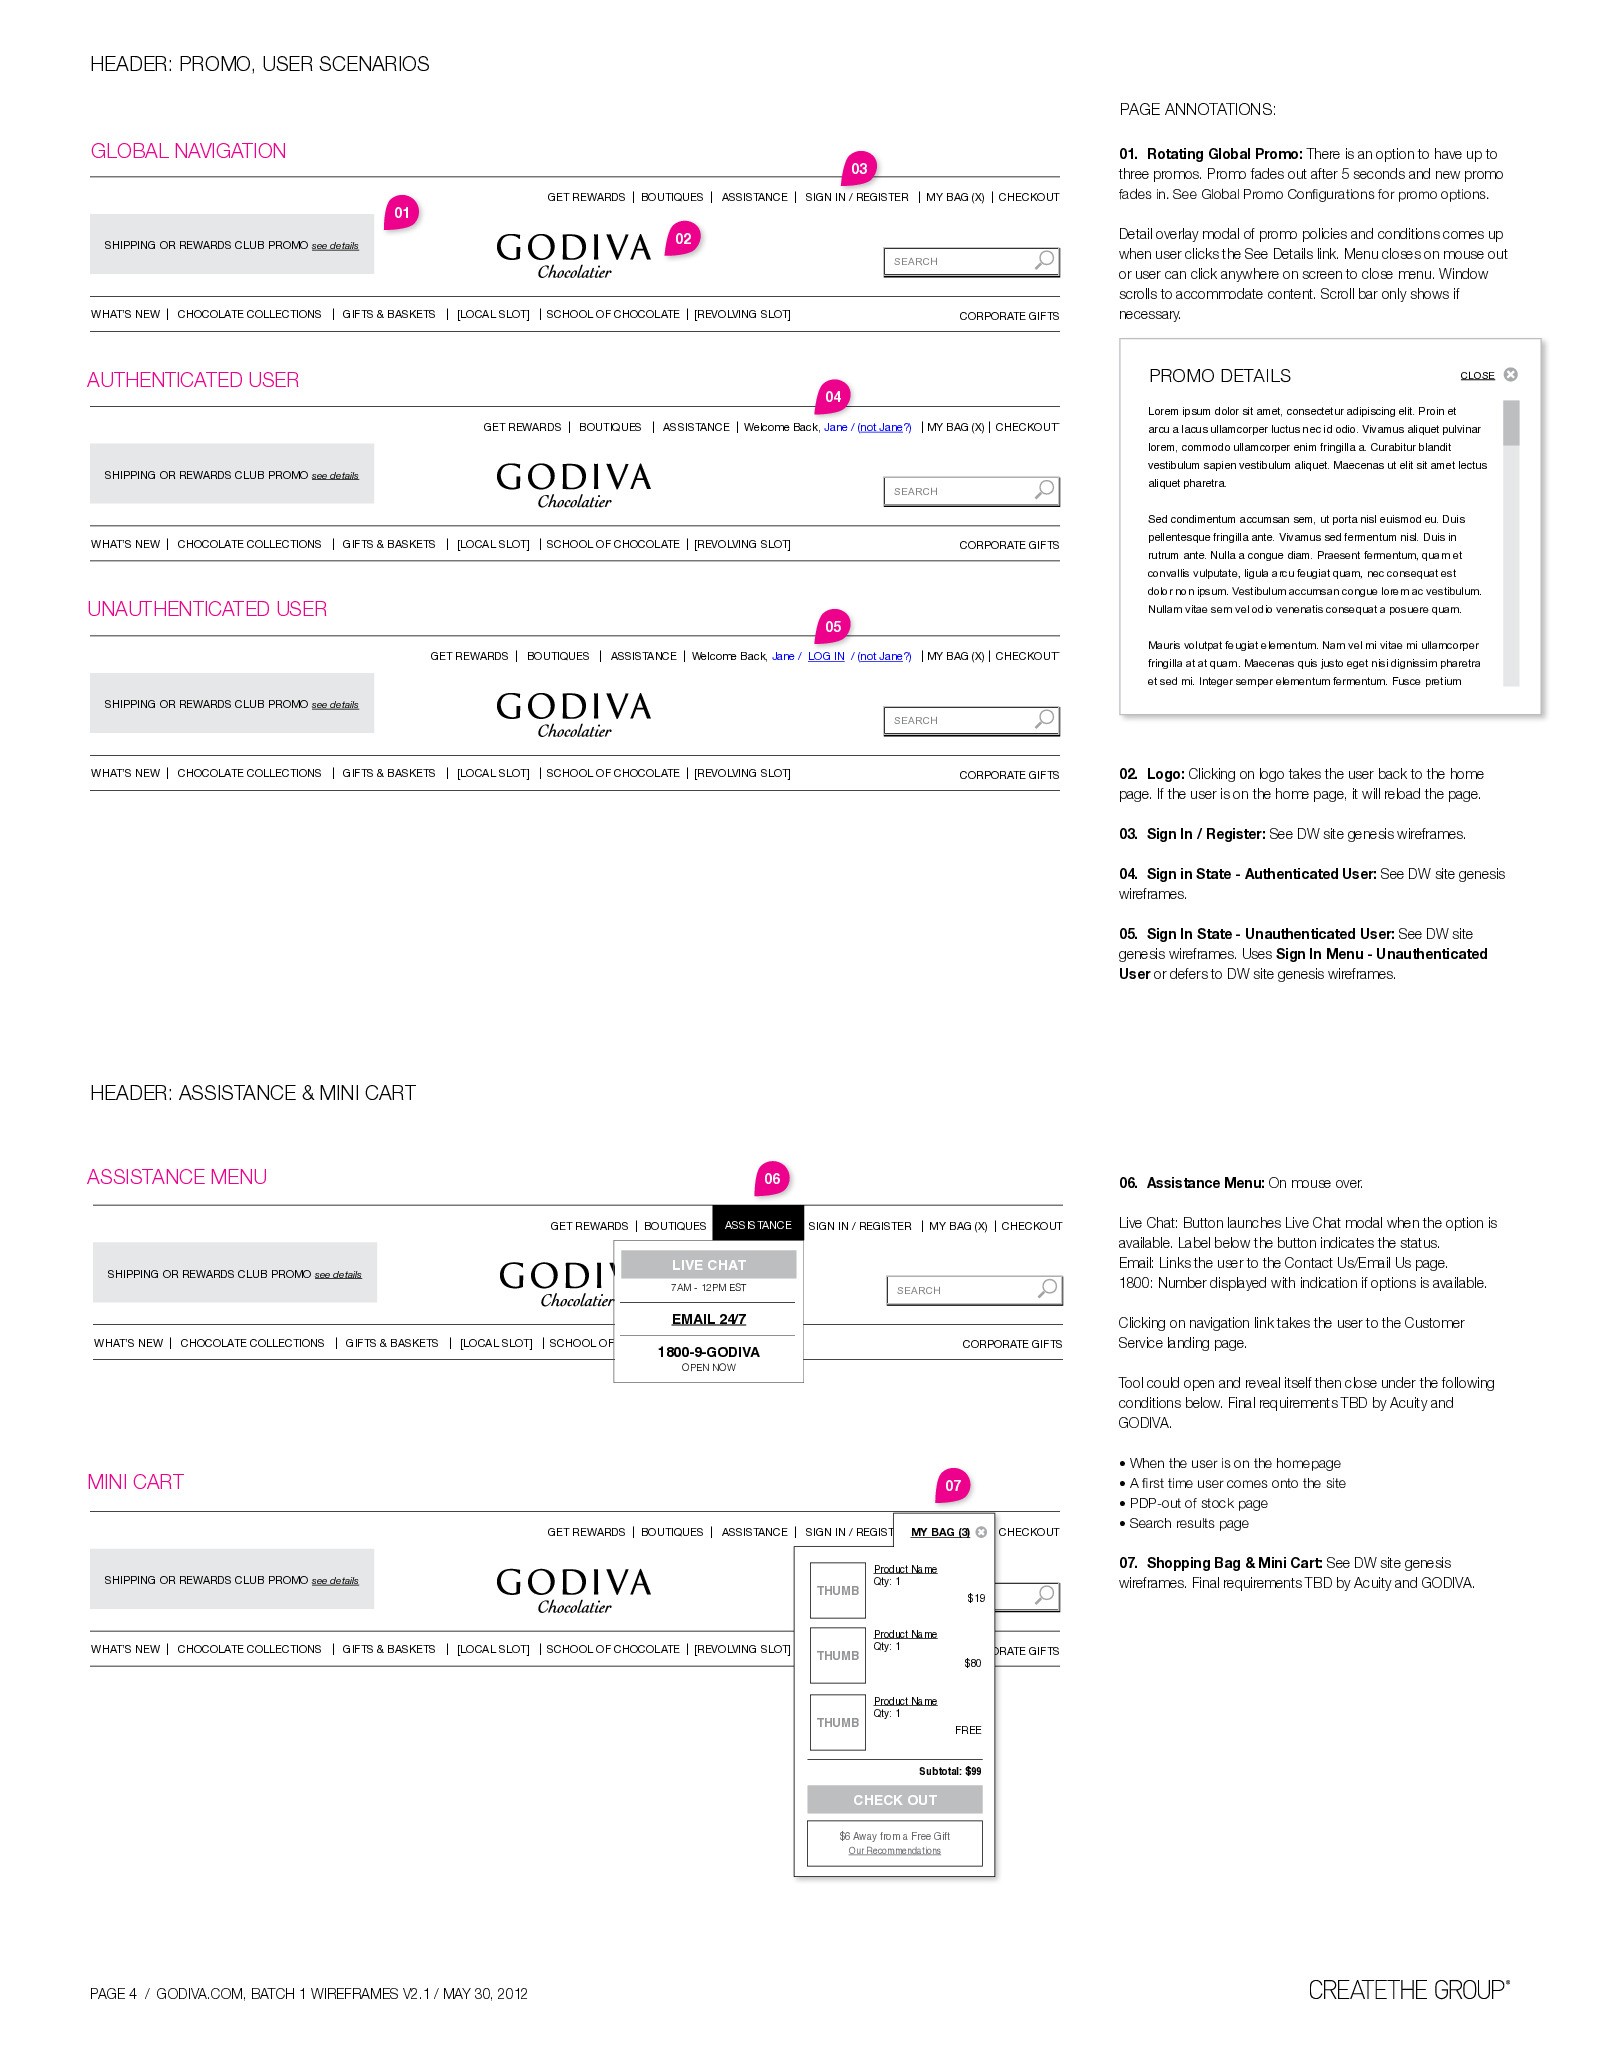 HEADER: PROMO, USER SCENARIOS
PAGE ANNOTATIONS:
GLOBAL NAVIGATION
03
GET REWARDS | BOUTIQUES | ASSISTANCE | SIGN IN / REGISTER | MY BAG (X) | CHECKOUT
01
SHIPPING OR REWARDS CLUB PROMO see details
GODIVA
Chocolatier
02
SEARCH
WHAT'S NEW | CHOCOLATE COLLECTIONS | GIFTS & BASKETS | [LOCAL SLOT] | SCHOOL OF CHOCOLATE | [REVOLVING SLOT] CORPORATE GIFTS
AUTHENTICATED USER
04
GET REWARDS | BOUTIQUES | ASSISTANCE | Welcome Back, Jane / (not Jane?) | MY BAG (X) | CHECKOUT
SHIPPING OR REWARDS CLUB PROMO see details
GODIVA
Chocolatier
SEARCH
WHAT'S NEW | CHOCOLATE COLLECTIONS | GIFTS & BASKETS | [LOCAL SLOT] | SCHOOL OF CHOCOLATE | [REVOLVING SLOT] CORPORATE GIFTS
UNAUTHENTICATED USER
05
GET REWARDS | BOUTIQUES | ASSISTANCE | Welcome Back, Jane / LOG IN / (not Jane?) | MY BAG (X) | CHECKOUT
SHIPPING OR REWARDS CLUB PROMO see details
GODIVA
Chocolatier
SEARCH
WHAT'S NEW | CHOCOLATE COLLECTIONS | GIFTS & BASKETS | [LOCAL SLOT] | SCHOOL OF CHOCOLATE | [REVOLVING SLOT] CORPORATE GIFTS
01. Rotating Global Promo: There is an option to have up to
three promos. Promo fades out after 5 seconds and new promo
fades in. See Global Promo Configurations for promo options.
Detail overlay modal of promo policies and conditions comes up
when user clicks the See Details link. Menu closes on mouse out
or user can click anywhere on screen to close menu. Window
scrolls to accommodate content. Scroll bar only shows if
necessary.
PROMO DETAILS CLOSE
Lorem ipsum dolor sit amet, consectetur adipiscing elit. Proin et
arcu a lacus ullamcorper luctus nec id odio. Vivamus aliquet pulvinar
lorem, commodo ullamcorper enim fringilla a. Curabitur blandit
vestibulum sapien vestibulum aliquet. Maecenas ut elit sit amet lectus
aliquet pharetra.
Sed condimentum accumsan sem, ut porta nisl euismod eu. Duis
pellentesque fringilla ante. Vivamus sed fermentum nisl. Duis in
rutrum ante. Nulla a congue diam. Praesent fermentum, quam et
convallis vulputate, ligula arcu feugiat quam, nec consequat est
dolor non ipsum. Vestibulum accumsan congue lorem ac vestibulum.
Nullam vitae sem vel odio venenatis consequat a posuere quam.
Mauris volutpat feugiat elementum. Nam vel mi vitae mi ullamcorper
fringilla at at quam. Maecenas quis justo eget nisi dignissim pharetra
et sed mi. Integer semper elementum fermentum. Fusce pretium
02. Logo: Clicking on logo takes the user back to the home
page. If the user is on the home page, it will reload the page.
03. Sign In / Register: See DW site genesis wireframes.
04. Sign in State - Authenticated User: See DW site genesis
wireframes.
05. Sign In State - Unauthenticated User: See DW site
genesis wireframes. Uses Sign In Menu - Unauthenticated
User or defers to DW site genesis wireframes.
HEADER: ASSISTANCE & MINI CART
ASSISTANCE MENU
06
GET REWARDS | BOUTIQUES ASSISTANCE SIGN IN / REGISTER | MY BAG (X) | CHECKOUT
SHIPPING OR REWARDS CLUB PROMO see details
GODIV
Chocolatier
SEARCH
LIVE CHAT
7AM - 12PM EST
EMAIL 24/7
1800-9-GODIVA
OPEN NOW
WHAT'S NEW | CHOCOLATE COLLECTIONS | GIFTS & BASKETS | [LOCAL SLOT] | SCHOOL OF CORPORATE GIFTS
MINI CART
07
GET REWARDS | BOUTIQUES | ASSISTANCE | SIGN IN / REGIST MY BAG (3) CHECKOUT
SHIPPING OR REWARDS CLUB PROMO see details
GODIVA
Chocolatier
WHAT'S NEW | CHOCOLATE COLLECTIONS | GIFTS & BASKETS | [LOCAL SLOT] | SCHOOL OF CHOCOLATE | [REVOLVING SLOT] ORATE GIFTS
THUMB
Product Name
Qty: 1
$19
THUMB
Product Name
Qty: 1
$80
THUMB
Product Name
Qty: 1
FREE
Subtotal: $99
CHECK OUT
$6 Away from a Free Gift
Our Recommendations
06. Assistance Menu: On mouse over.
Live Chat: Button launches Live Chat modal when the option is
available. Label below the button indicates the status.
Email: Links the user to the Contact Us/Email Us page.
1800: Number displayed with indication if options is available.
Clicking on navigation link takes the user to the Customer
Service landing page.
Tool could open and reveal itself then close under the following
conditions below. Final requirements TBD by Acuity and
GODIVA.
• When the user is on the homepage
• A first time user comes onto the site
• PDP-out of stock page
• Search results page
07. Shopping Bag & Mini Cart: See DW site genesis
wireframes. Final requirements TBD by Acuity and GODIVA.
PAGE 4 / GODIVA.COM, BATCH 1 WIREFRAMES V2.1 / MAY 30, 2012
CREATETHE GROUP